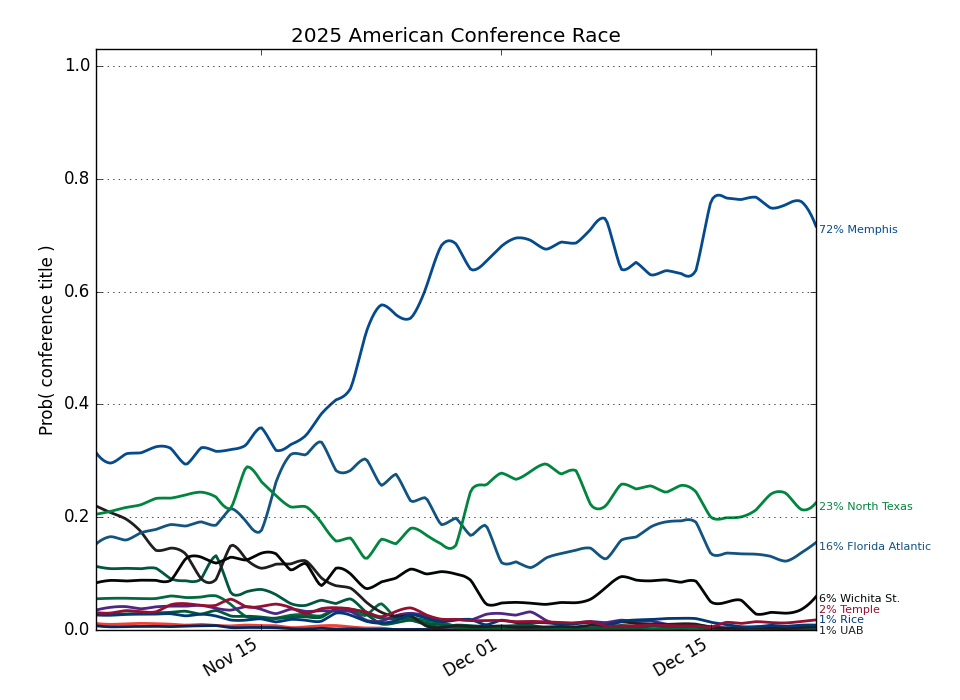 2025 American Conference Race
1.0
0.8
0.6
0.4
0.2
0.0
Prob( conference title )
Nov 15
Dec 01
Dec 15
72% Memphis
23% North Texas
16% Florida Atlantic
6% Wichita St.
2% Temple
1% Rice
1% UAB